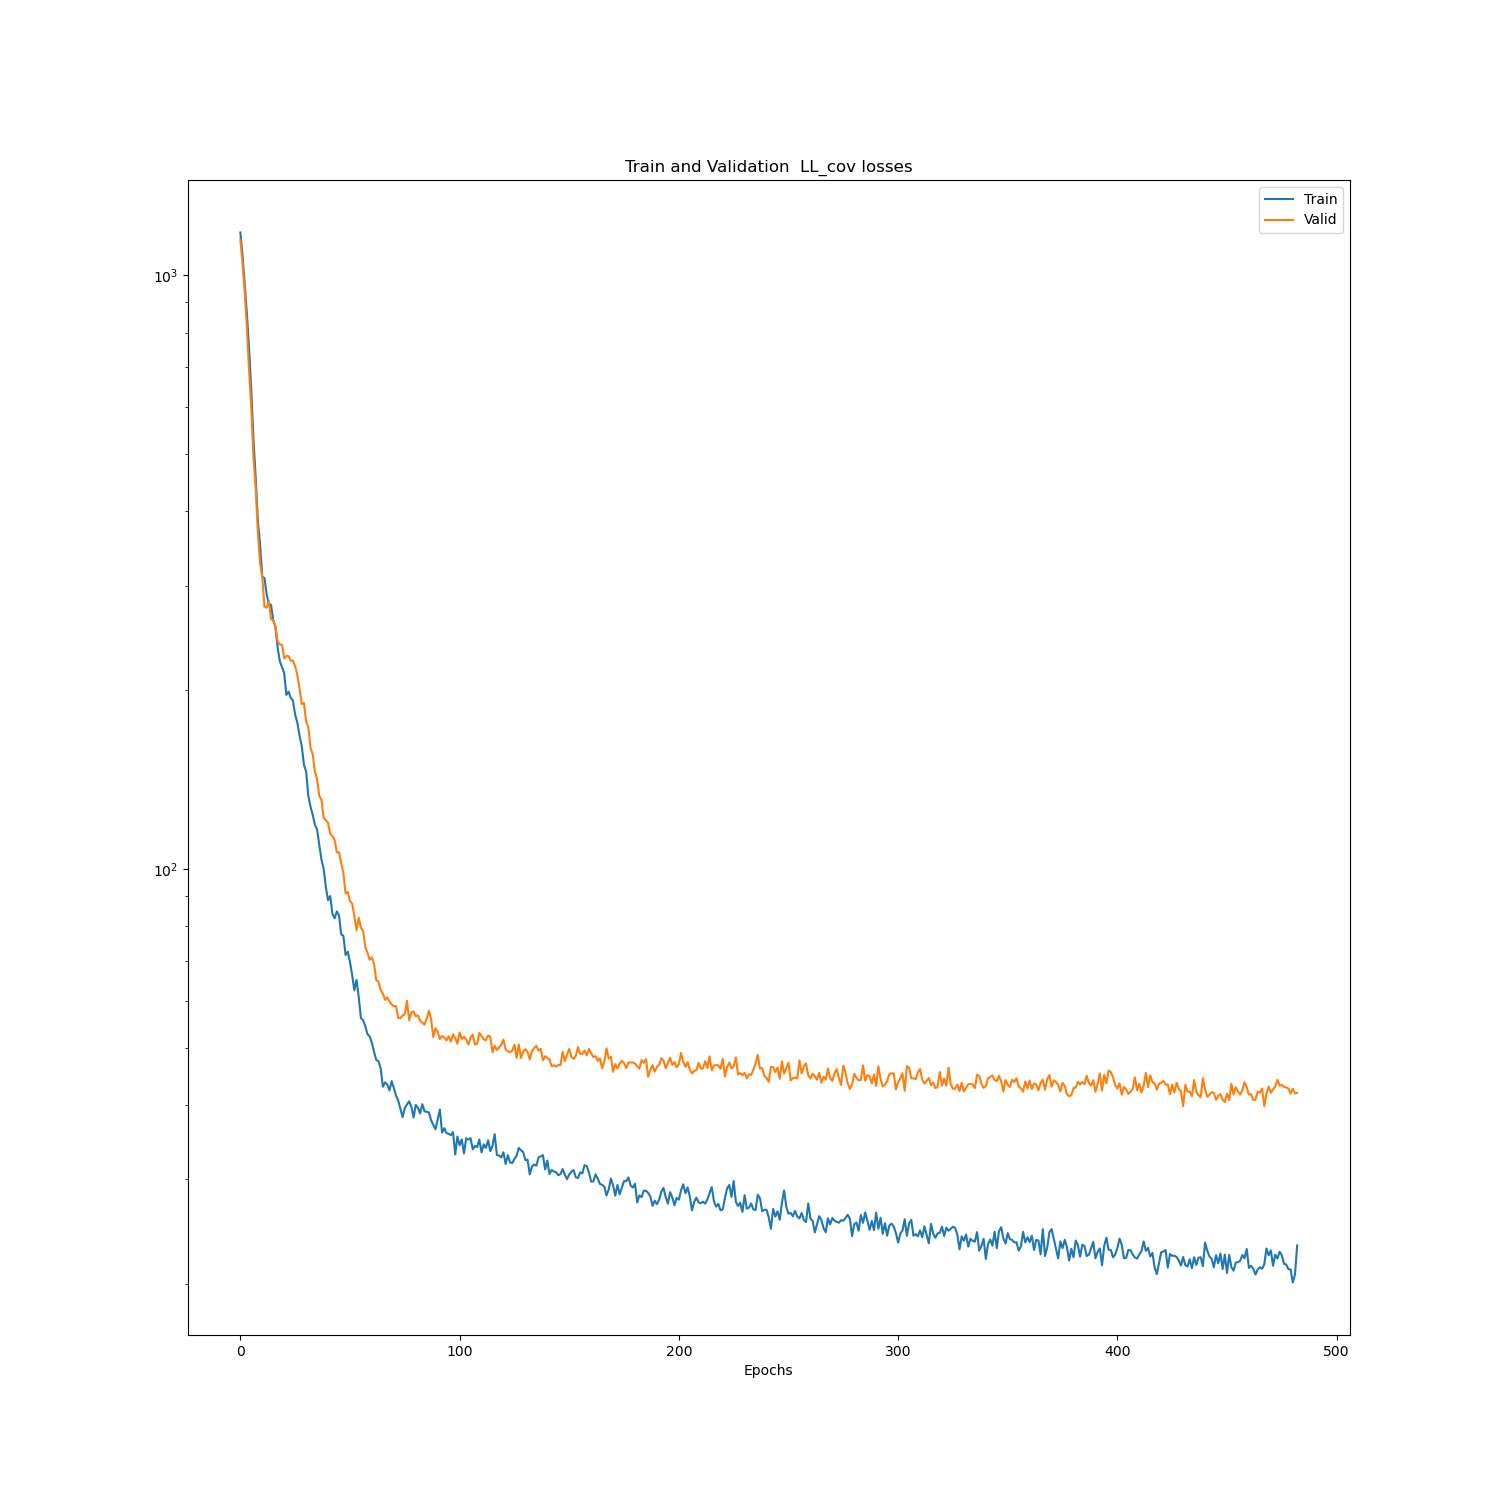 Train and Validation  LL_cov losses
Train
Valid
10³
10²
0 100 200 300 400 500
Epochs